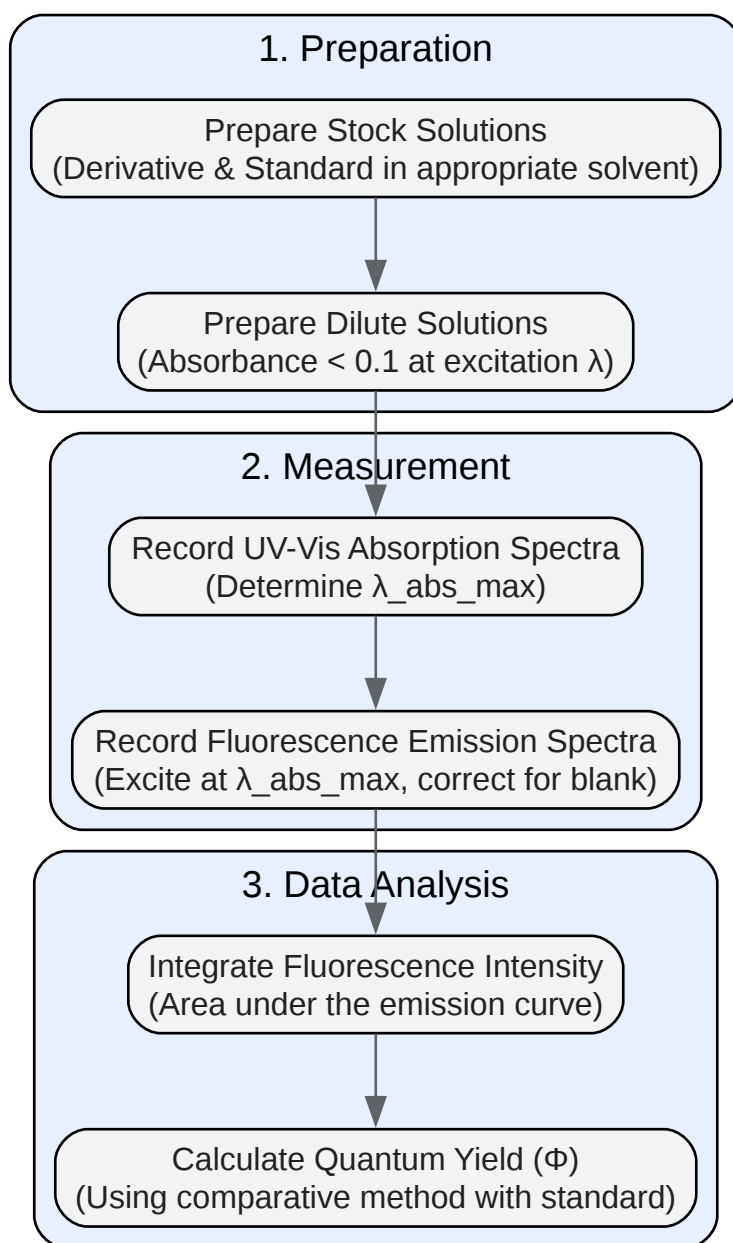 1. Preparation
Prepare Stock Solutions
(Derivative & Standard in appropriate solvent)
Prepare Dilute Solutions
(Absorbance < 0.1 at excitation λ)
2. Measurement
Record UV-Vis Absorption Spectra
(Determine λ_abs_max)
Record Fluorescence Emission Spectra
(Excite at λ_abs_max, correct for blank)
3. Data Analysis
Integrate Fluorescence Intensity
(Area under the emission curve)
Calculate Quantum Yield (Φ)
(Using comparative method with standard)